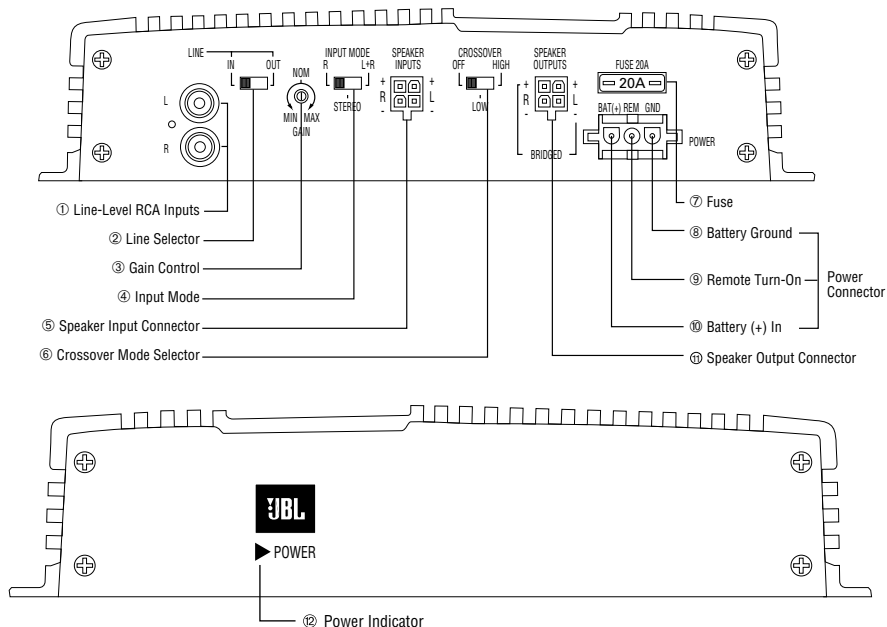 LINE
IN OUT
NOM
MIN MAX
GAIN
INPUT MODE
R L+R
STEREO
SPEAKER
INPUTS
+ +
R L
- -
CROSSOVER
OFF HIGH
LOW
SPEAKER
OUTPUTS
+ +
R L
- -
BRIDGED
FUSE 20A
20A
BAT(+) REM GND
POWER
L
R
① Line-Level RCA Inputs
② Line Selector
③ Gain Control
④ Input Mode
⑤ Speaker Input Connector
⑥ Crossover Mode Selector
⑦ Fuse
⑧ Battery Ground
⑨ Remote Turn-On
⑩ Battery (+) In
Power
Connector
⑪ Speaker Output Connector
JBL
POWER
⑫ Power Indicator